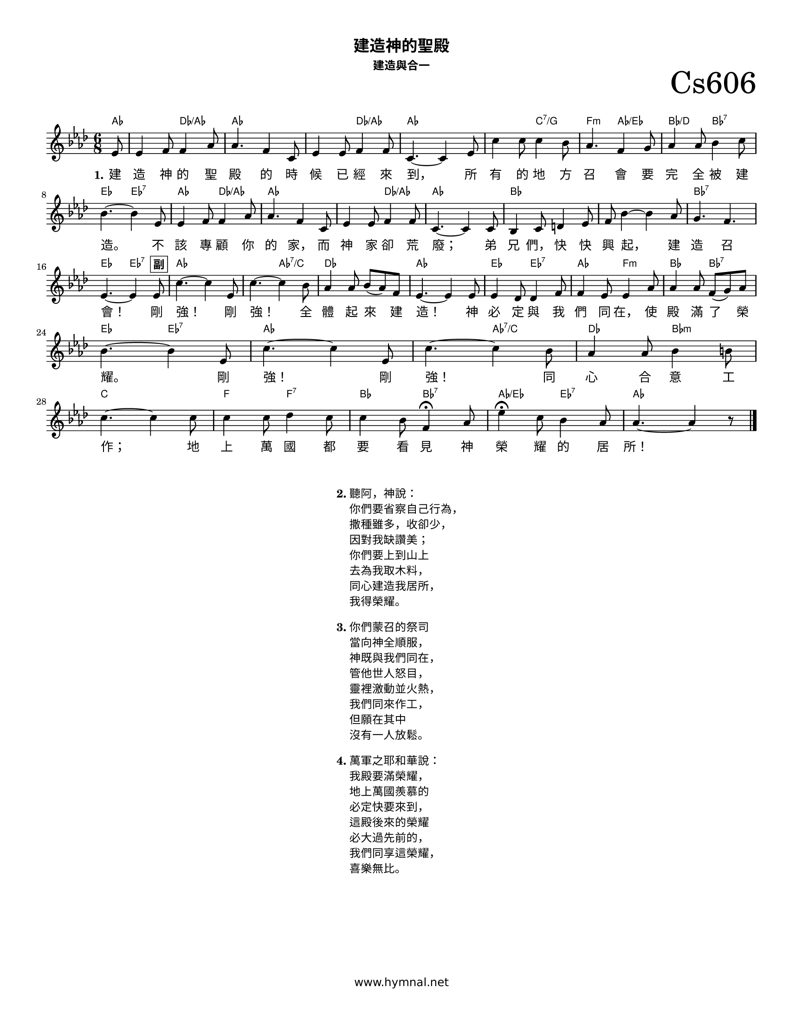 建造神的聖殿
建造與合一
Cs606
A♭ D♭/A♭ A♭ D♭/A♭ A♭ C7/G Fm A♭/E♭ B♭/D B♭7
1. 建 造 神 的 聖 殿 的 時 候 已 經 來 到， 所 有 的 地 方 召 會 要 完 全 被 建
8 E♭ E♭7 A♭ D♭/A♭ A♭ D♭/A♭ A♭ B♭ B♭7
造。 不 該 專 顧 你 的 家， 而 神 家 卻 荒 廢； 弟 兄 們， 快 快 興 起， 建 造 召
16 E♭ E♭7 副 A♭ A♭7/C D♭ A♭ E♭ E♭7 A♭ Fm B♭ B♭7
會！ 剛 強！ 剛 強！ 全 體 起 來 建 造！ 神 必 定 與 我 們 同 在， 使 殿 滿 了 榮
24 E♭ E♭7 A♭ A♭7/C D♭ B♭m
耀。 剛 強！ 剛 強！ 同 心 合 意 工
28 C F F7 B♭ B♭7 A♭/E♭ E♭7 A♭
作； 地 上 萬 國 都 要 看 見 神 榮 耀 的 居 所！
2. 聽阿，神說：
你們要省察自己行為，
撒種雖多，收卻少，
因對我缺讚美；
你們要上到山上
去為我取木料，
同心建造我居所，
我得榮耀。
3. 你們蒙召的祭司
當向神全順服，
神既與我們同在，
管他世人怒目，
靈裡激動並火熱，
我們同來作工，
但願在其中
沒有一人放鬆。
4. 萬軍之耶和華說：
我殿要滿榮耀，
地上萬國羨慕的
必定快要來到，
這殿後來的榮耀
必大過先前的，
我們同享這榮耀，
喜樂無比。
www.hymnal.net